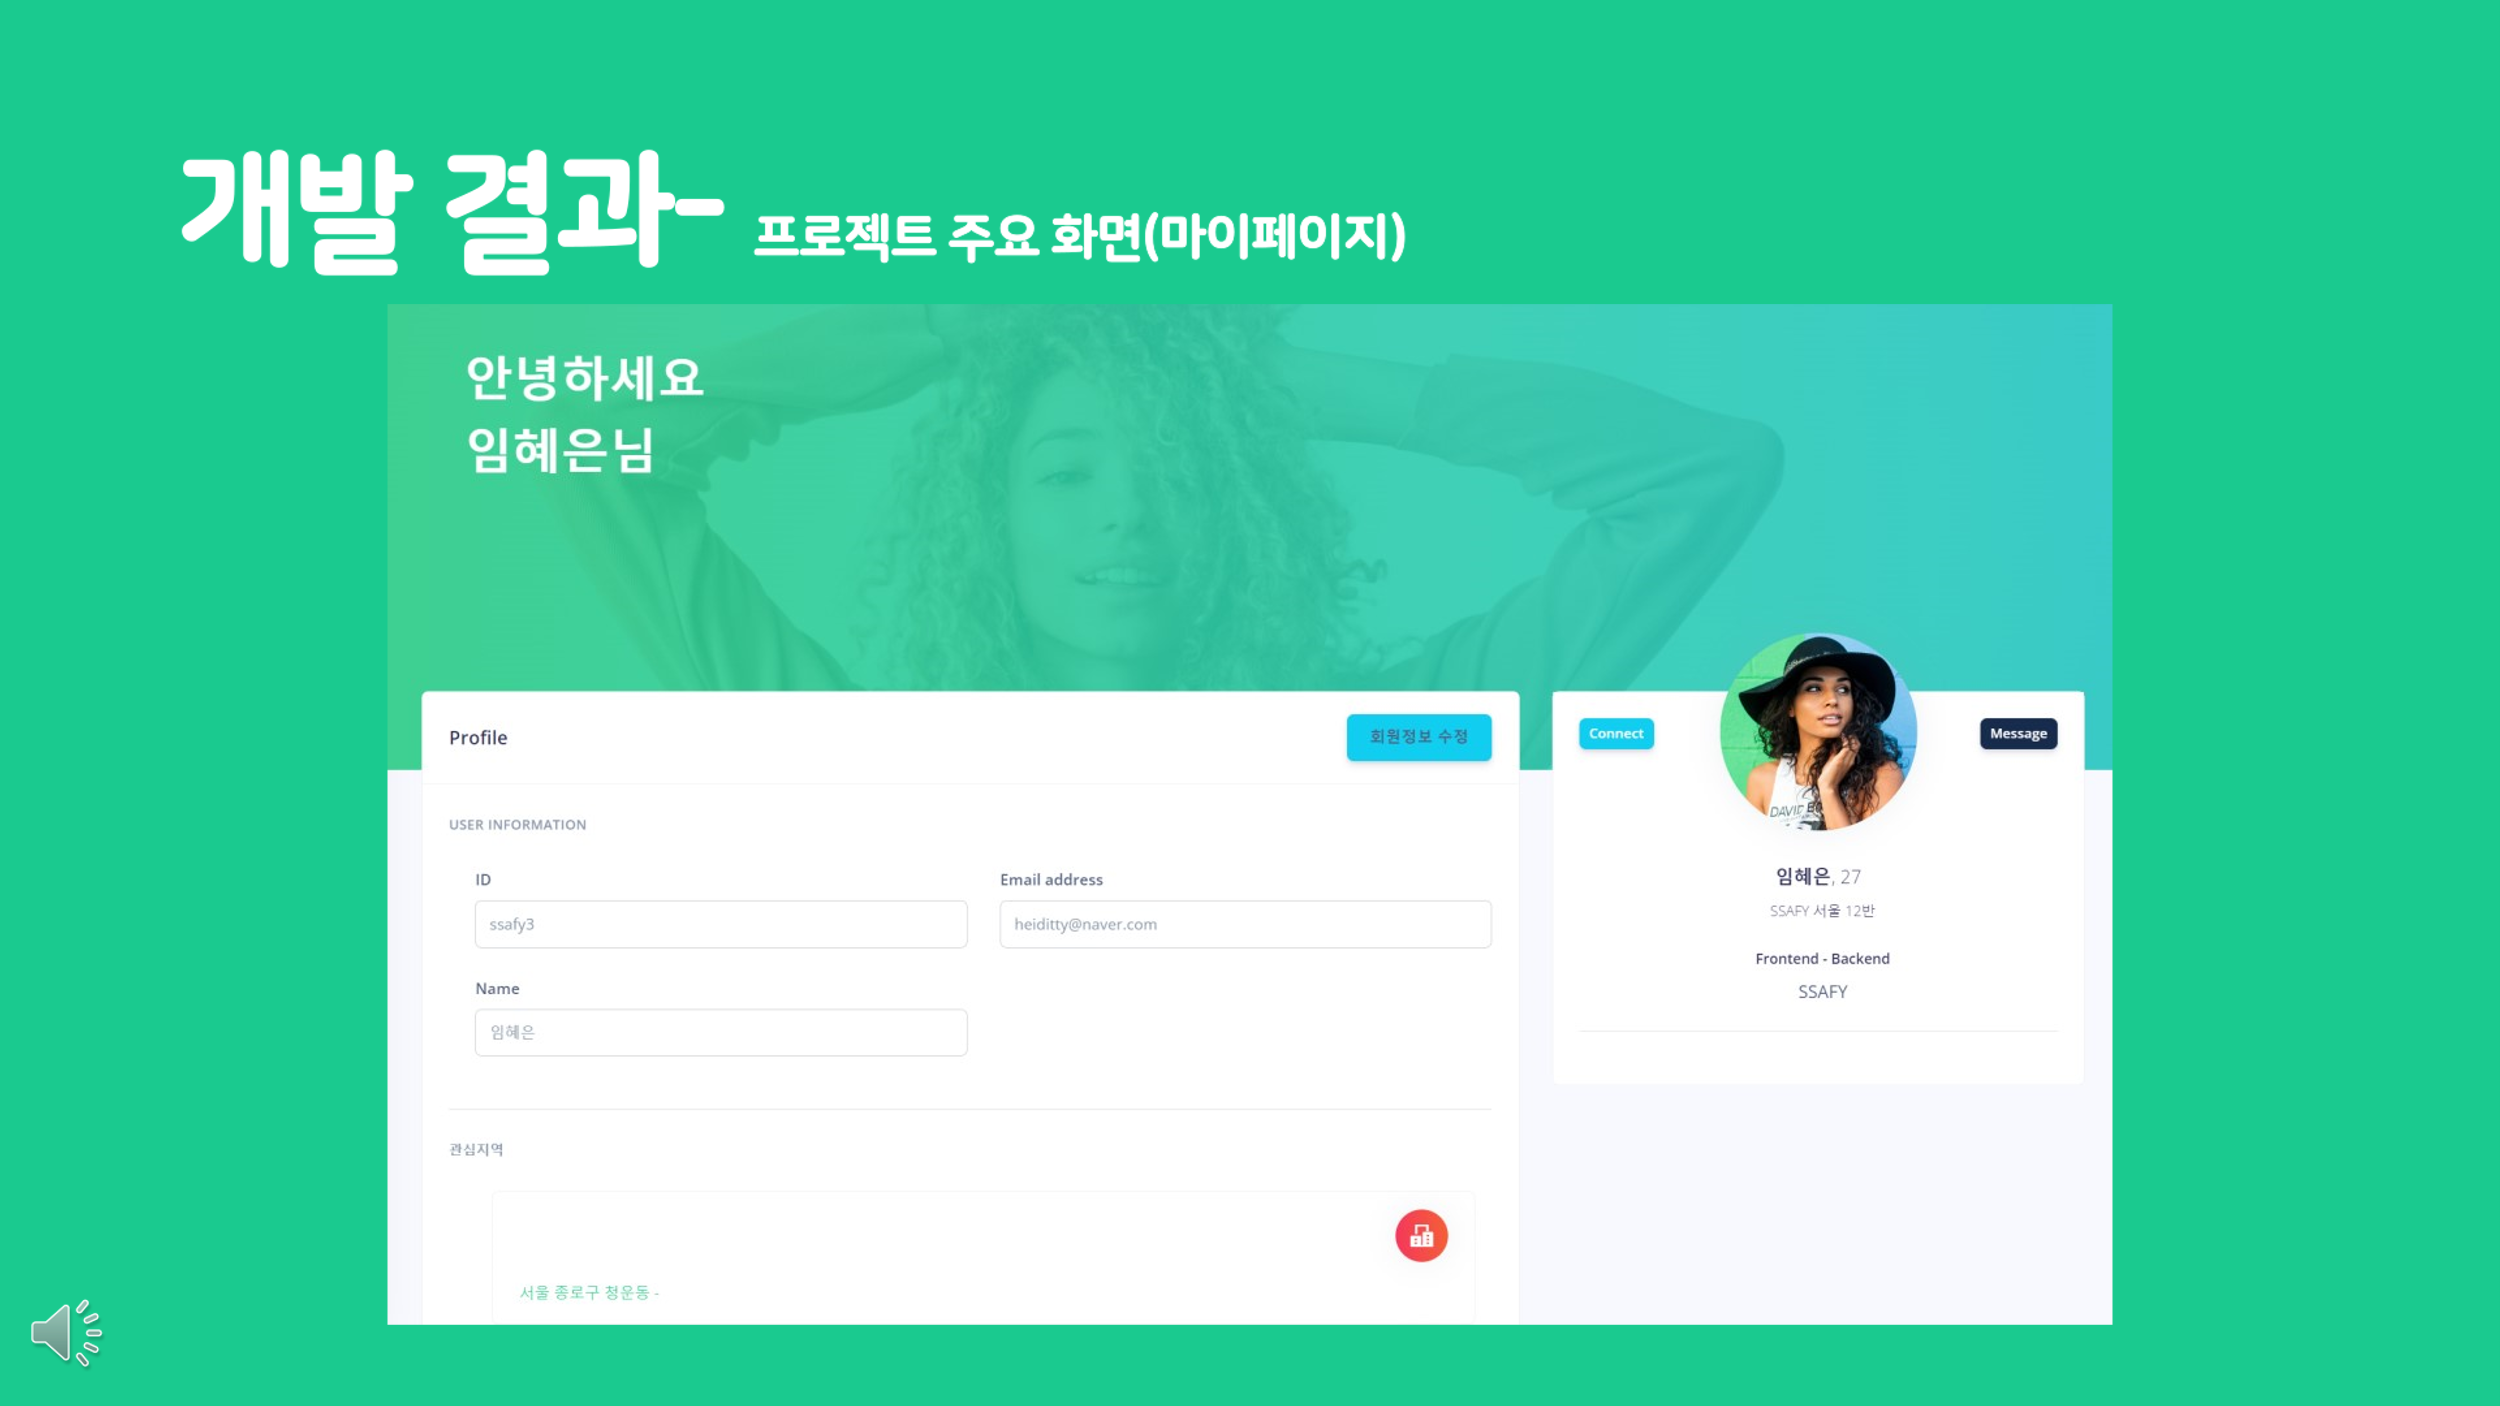 개발 결과- 프로젝트 주요 화면(마이페이지)
안녕하세요
임혜은님
Profile
회원정보 수정
USER INFORMATION
ID
Email address
ssafy3
heiditty@naver.com
Name
임혜은
관심지역
서울 종로구 청운동 -
Connect
Message
DAVID BO
임혜은, 27
SSAFY 서울 12반
Frontend - Backend
SSAFY